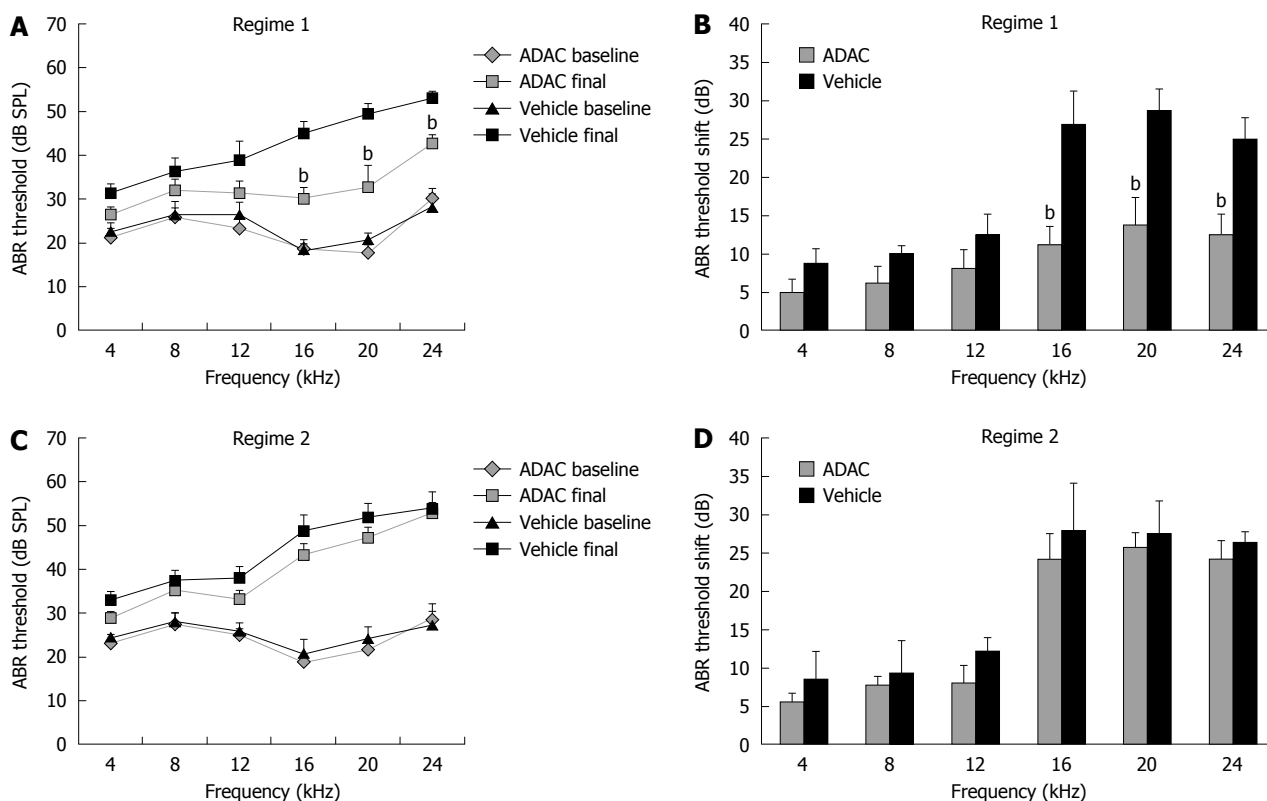 A
Regime 1
70
60
50
40
30
20
10
0
ABR threshold (dB SPL)
b
b
b
4 8 12 16 20 24
Frequency (kHz)
ADAC baseline
ADAC final
Vehicle baseline
Vehicle final
B
Regime 1
40
35
30
25
20
15
10
5
0
ABR threshold shift (dB)
ADAC
Vehicle
b
b
b
4 8 12 16 20 24
Frequency (kHz)
C
Regime 2
70
60
50
40
30
20
10
0
ABR threshold (dB SPL)
4 8 12 16 20 24
Frequency (kHz)
ADAC baseline
ADAC final
Vehicle baseline
Vehicle final
D
Regime 2
40
35
30
25
20
15
10
5
0
ABR threshold shift (dB)
ADAC
Vehicle
4 8 12 16 20 24
Frequency (kHz)